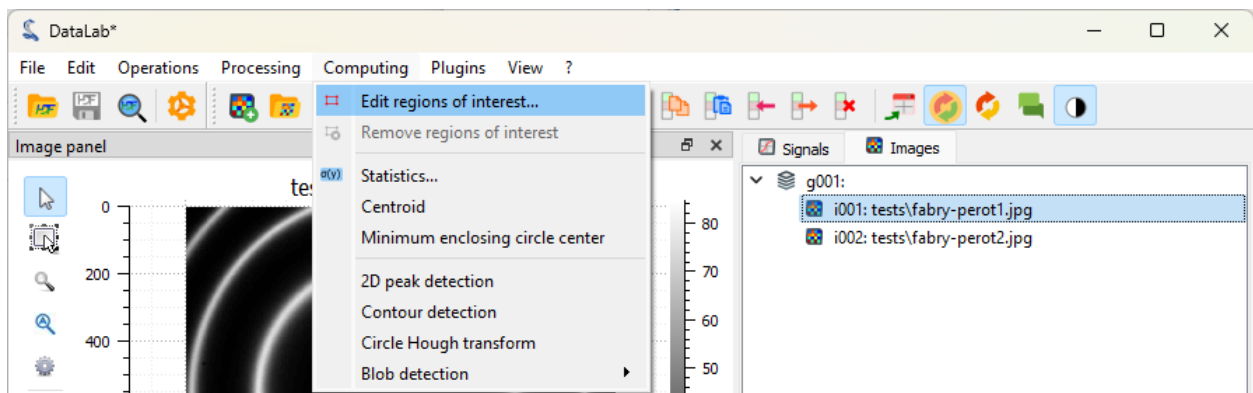 DataLab*
File Edit Operations Processing Computing Plugins View ?
Edit regions of interest...
Remove regions of interest
Statistics...
Centroid
Minimum enclosing circle center
2D peak detection
Contour detection
Circle Hough transform
Blob detection
Image panel
0
200
400
80
70
60
50
Signals Images
g001:
i001: tests\fabry-perot1.jpg
i002: tests\fabry-perot2.jpg
σ(y)